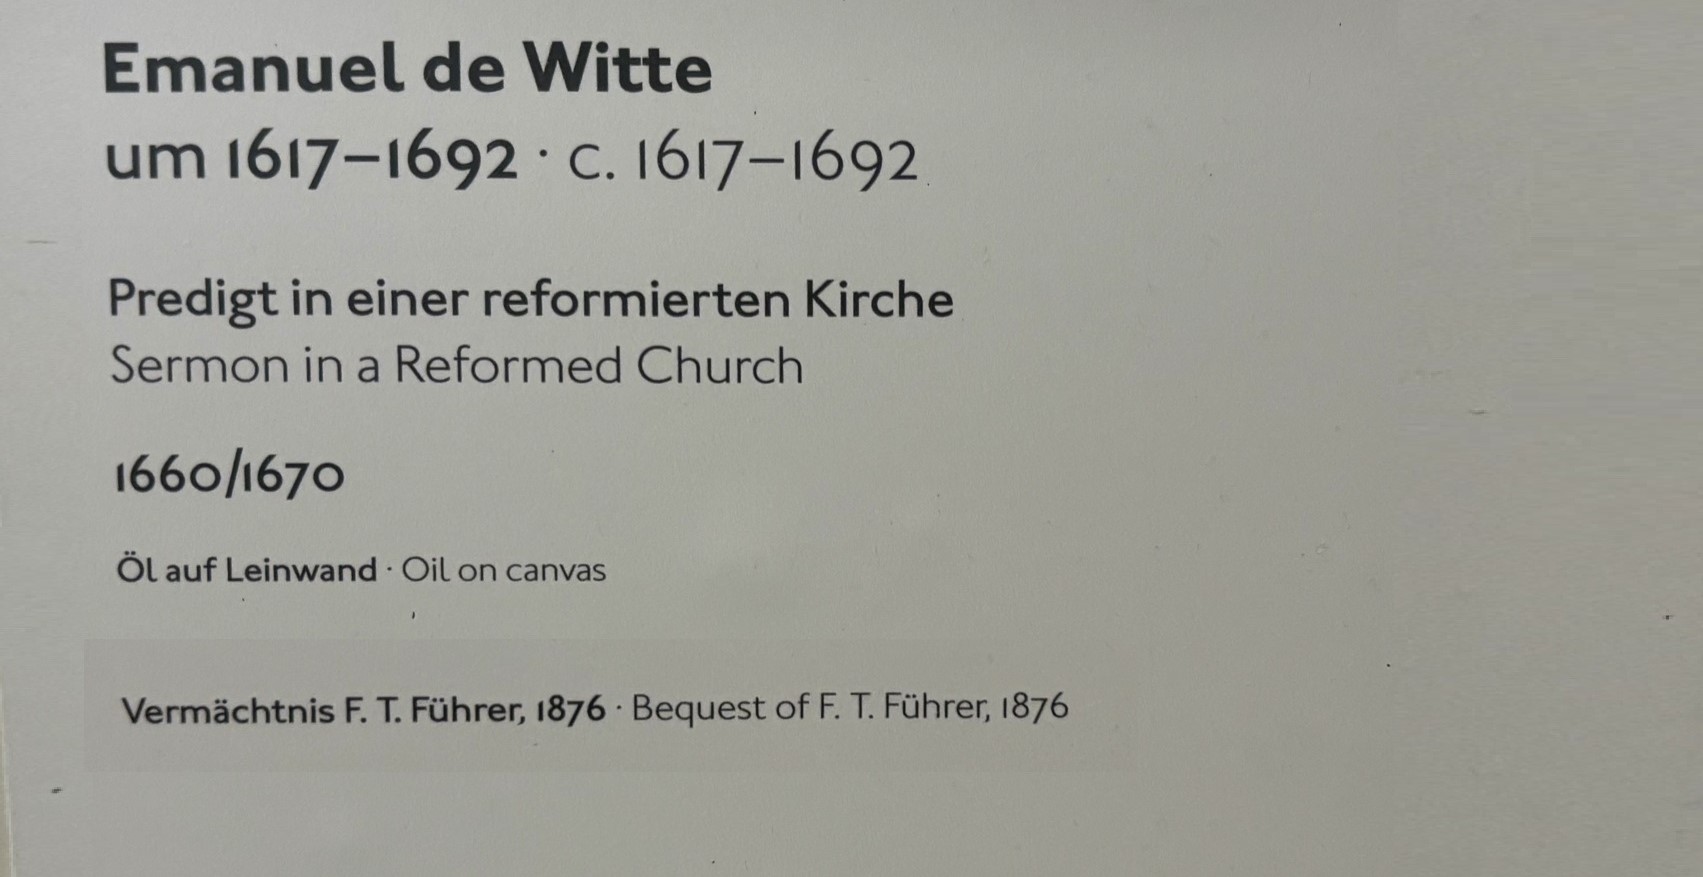 Emanuel de Witte
um 1617–1692 · c. 1617–1692
Predigt in einer reformierten Kirche
Sermon in a Reformed Church
1660/1670
Öl auf Leinwand · Oil on canvas
Vermächtnis F. T. Führer, 1876 · Bequest of F. T. Führer, 1876